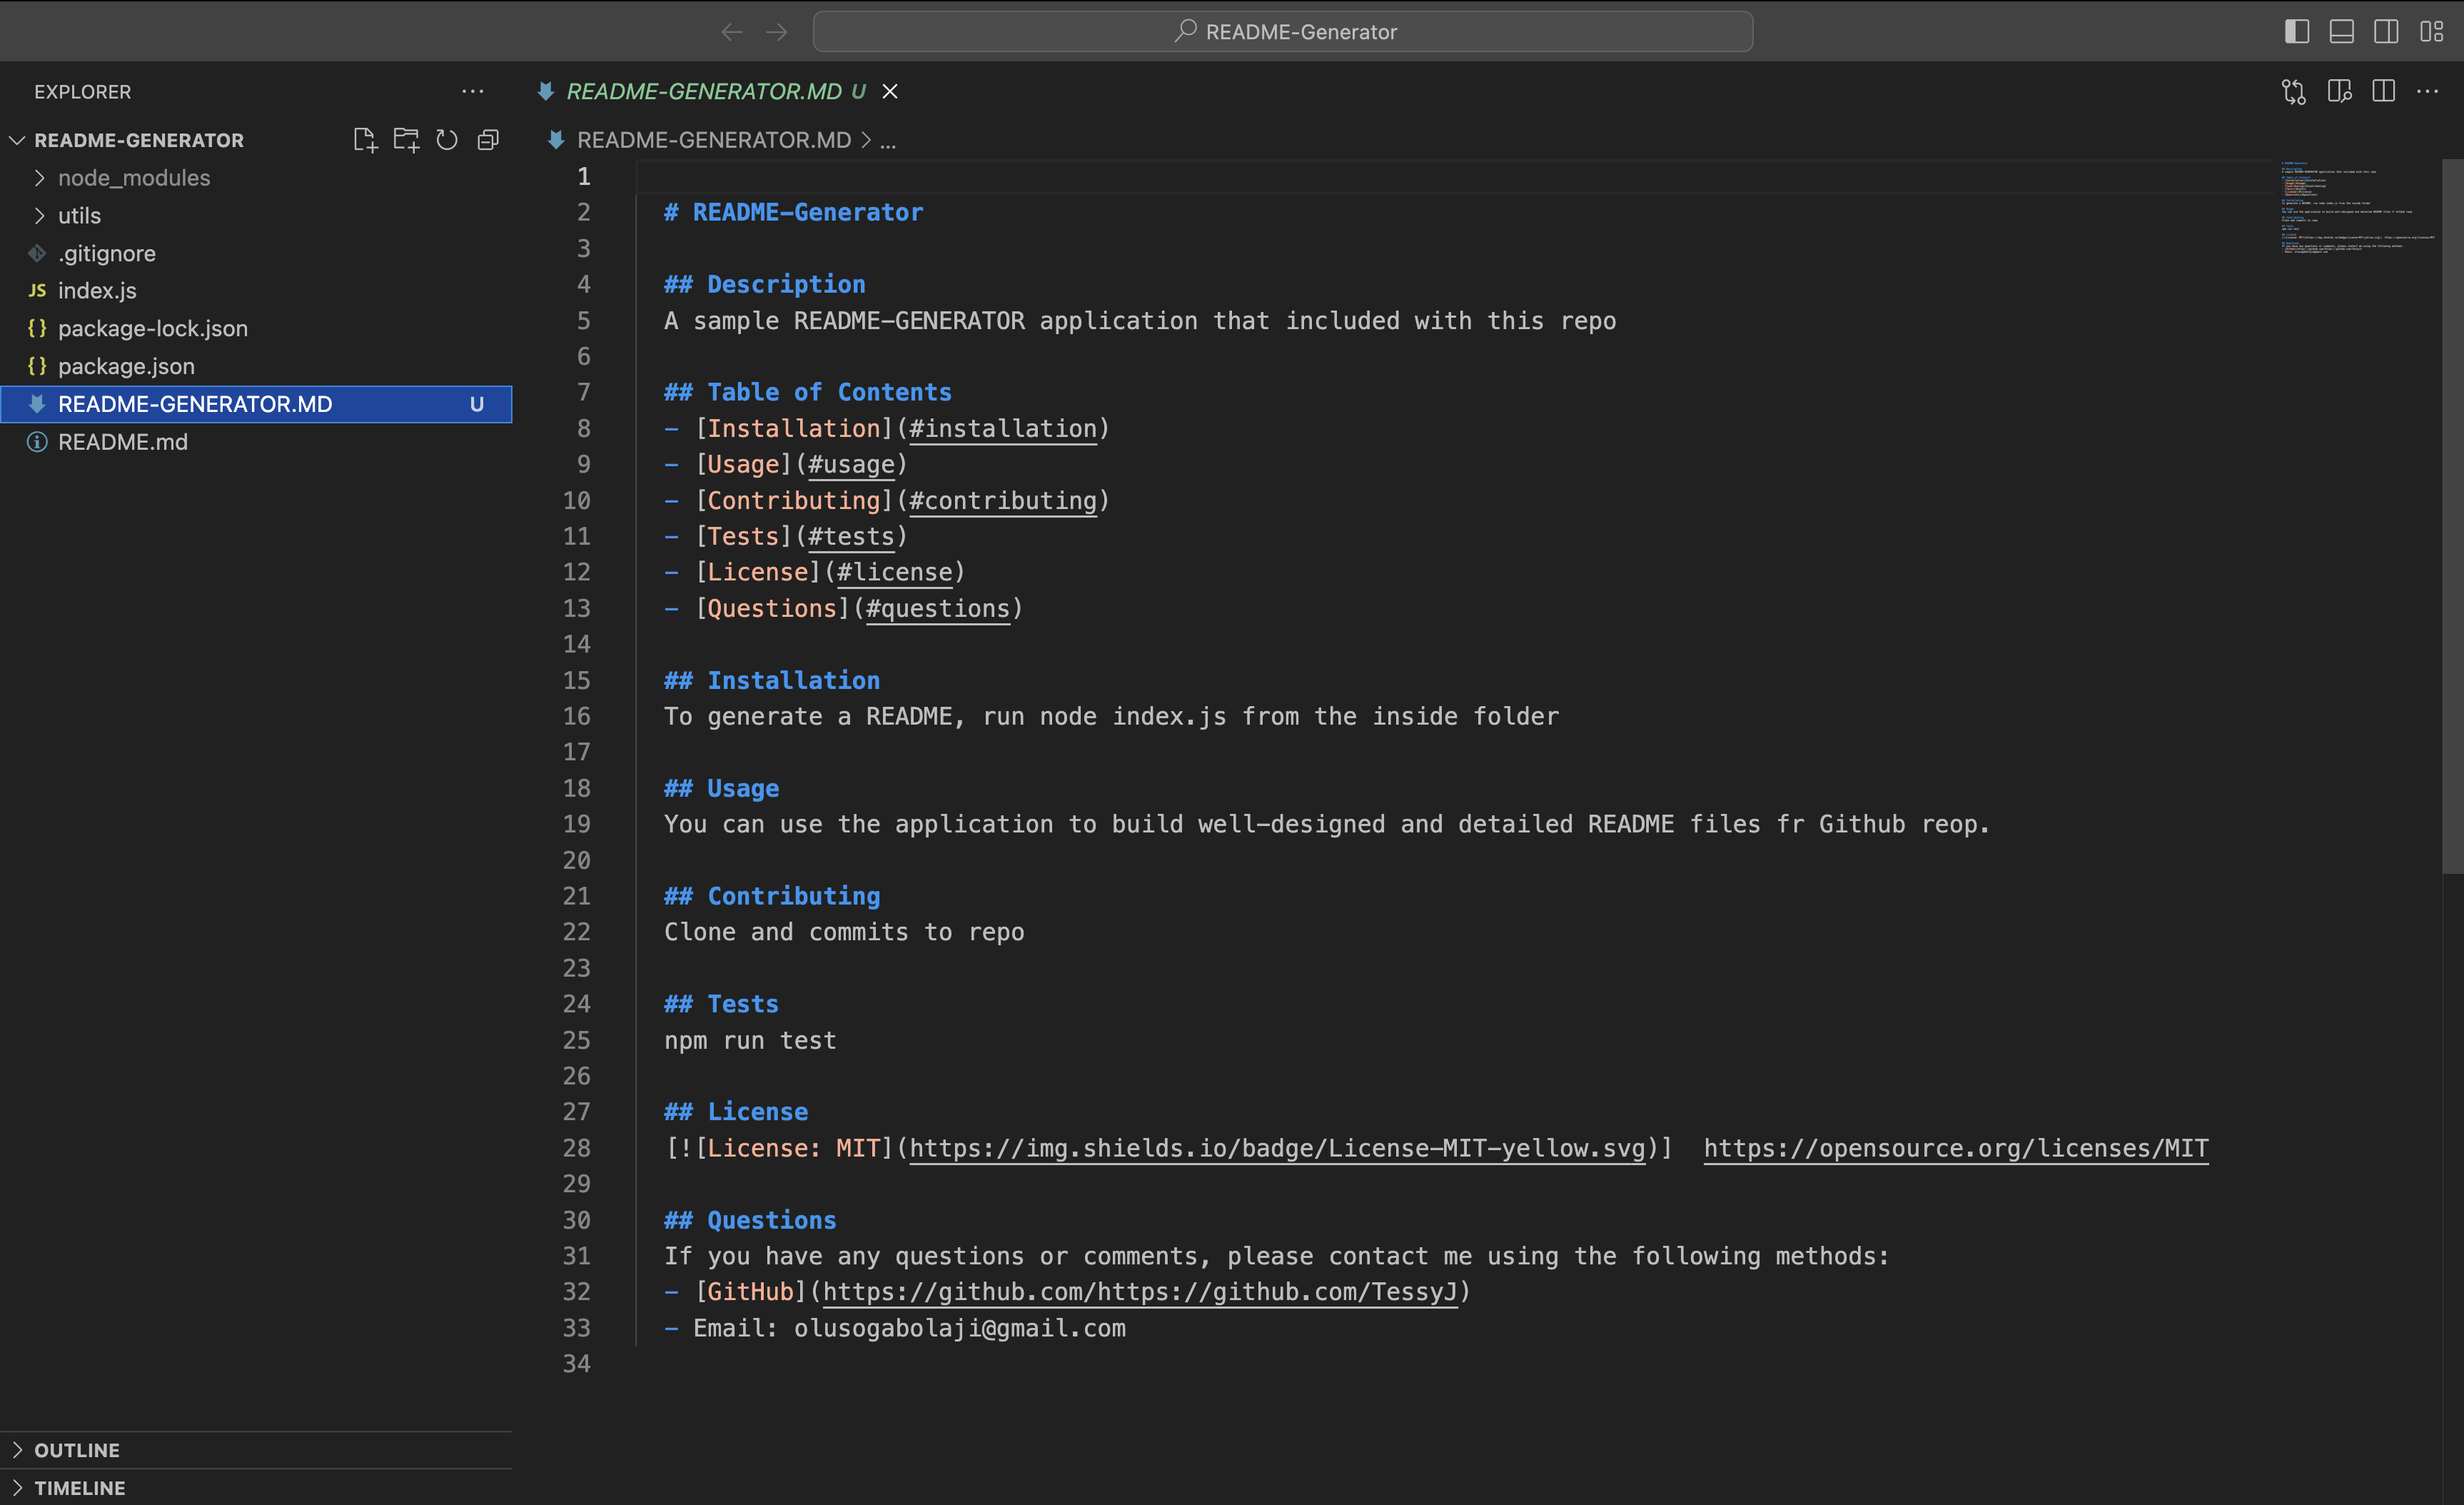 README-Generator
EXPLORER
README-GENERATOR
node_modules
utils
.gitignore
JS index.js
{} package-lock.json
{} package.json
README-GENERATOR.MD U
README.md
OUTLINE
TIMELINE
README-GENERATOR.MD U
README-GENERATOR.MD > ...
1
2 # README-Generator
3
4 ## Description
5 A sample README-GENERATOR application that included with this repo
6
7 ## Table of Contents
8 - [Installation](#installation)
9 - [Usage](#usage)
10 - [Contributing](#contributing)
11 - [Tests](#tests)
12 - [License](#license)
13 - [Questions](#questions)
14
15 ## Installation
16 To generate a README, run node index.js from the inside folder
17
18 ## Usage
19 You can use the application to build well-designed and detailed README files fr Github reop.
20
21 ## Contributing
22 Clone and commits to repo
23
24 ## Tests
25 npm run test
26
27 ## License
28 [![License: MIT](https://img.shields.io/badge/License-MIT-yellow.svg)]  https://opensource.org/licenses/MIT
29
30 ## Questions
31 If you have any questions or comments, please contact me using the following methods:
32 - [GitHub](https://github.com/https://github.com/TessyJ)
33 - Email: olusogabolaji@gmail.com
34